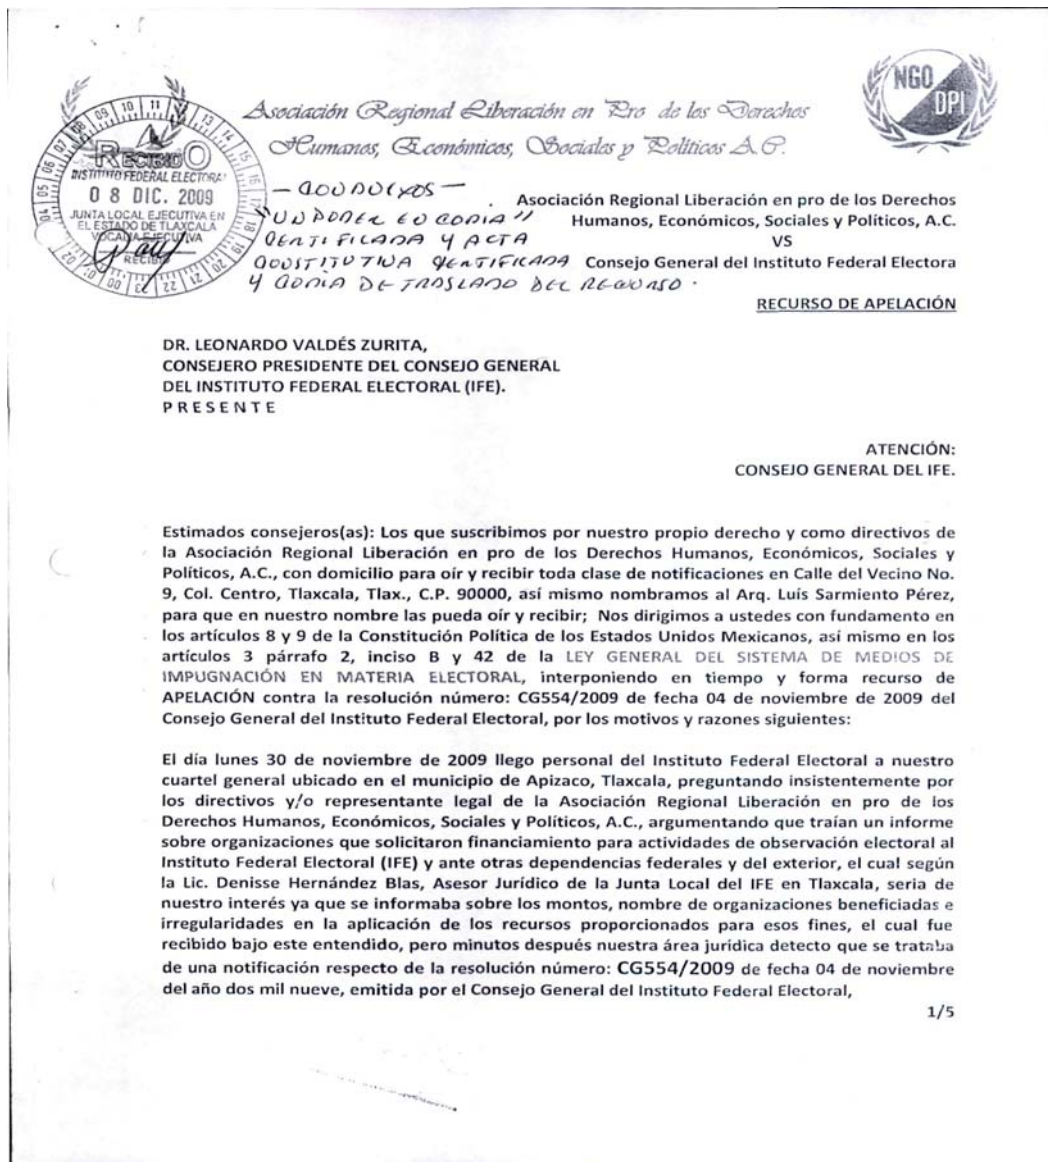 Asociación Regional Liberación en Pro de los Derechos
Humanos, Económicos, Sociales y Políticos A.C.
NGO
DPI
RECIBIDO
INSTITUTO FEDERAL ELECTORAL
0 8 DIC. 2009
JUNTA LOCAL EJECUTIVA EN
EL ESTADO DE TLAXCALA
VOCALIA EJECUTIVA
RECIBIO
"UN PODER EN COPIA"
CERTIFICADA Y ACTA
CONSTITUTIVA CERTIFICADA
Y COPIA DE TRASLADO DEL RECURSO.
Asociación Regional Liberación en pro de los Derechos
Humanos, Económicos, Sociales y Políticos, A.C.
VS
Consejo General del Instituto Federal Electora
RECURSO DE APELACIÓN
DR. LEONARDO VALDÉS ZURITA,
CONSEJERO PRESIDENTE DEL CONSEJO GENERAL
DEL INSTITUTO FEDERAL ELECTORAL (IFE).
P R E S E N T E
ATENCIÓN:
CONSEJO GENERAL DEL IFE.
Estimados consejeros(as): Los que suscribimos por nuestro propio derecho y como directivos de
la Asociación Regional Liberación en pro de los Derechos Humanos, Económicos, Sociales y
Políticos, A.C., con domicilio para oír y recibir toda clase de notificaciones en Calle del Vecino No.
9, Col. Centro, Tlaxcala, Tlax., C.P. 90000, así mismo nombramos al Arq. Luís Sarmiento Pérez,
para que en nuestro nombre las pueda oír y recibir; Nos dirigimos a ustedes con fundamento en
los artículos 8 y 9 de la Constitución Política de los Estados Unidos Mexicanos, así mismo en los
artículos 3 párrafo 2, inciso B y 42 de la LEY GENERAL DEL SISTEMA DE MEDIOS DE
IMPUGNACIÓN EN MATERIA ELECTORAL, interponiendo en tiempo y forma recurso de
APELACIÓN contra la resolución número: CG554/2009 de fecha 04 de noviembre de 2009 del
Consejo General del Instituto Federal Electoral, por los motivos y razones siguientes:
El día lunes 30 de noviembre de 2009 llego personal del Instituto Federal Electoral a nuestro
cuartel general ubicado en el municipio de Apizaco, Tlaxcala, preguntando insistentemente por
los directivos y/o representante legal de la Asociación Regional Liberación en pro de los
Derechos Humanos, Económicos, Sociales y Políticos, A.C., argumentando que traían un informe
sobre organizaciones que solicitaron financiamiento para actividades de observación electoral al
Instituto Federal Electoral (IFE) y ante otras dependencias federales y del exterior, el cual según
la Lic. Denisse Hernández Blas, Asesor Jurídico de la Junta Local del IFE en Tlaxcala, seria de
nuestro interés ya que se informaba sobre los montos, nombre de organizaciones beneficiadas e
irregularidades en la aplicación de los recursos proporcionados para esos fines, el cual fue
recibido bajo este entendido, pero minutos después nuestra área jurídica detecto que se trataba
de una notificación respecto de la resolución número: CG554/2009 de fecha 04 de noviembre
del año dos mil nueve, emitida por el Consejo General del Instituto Federal Electoral,
1/5